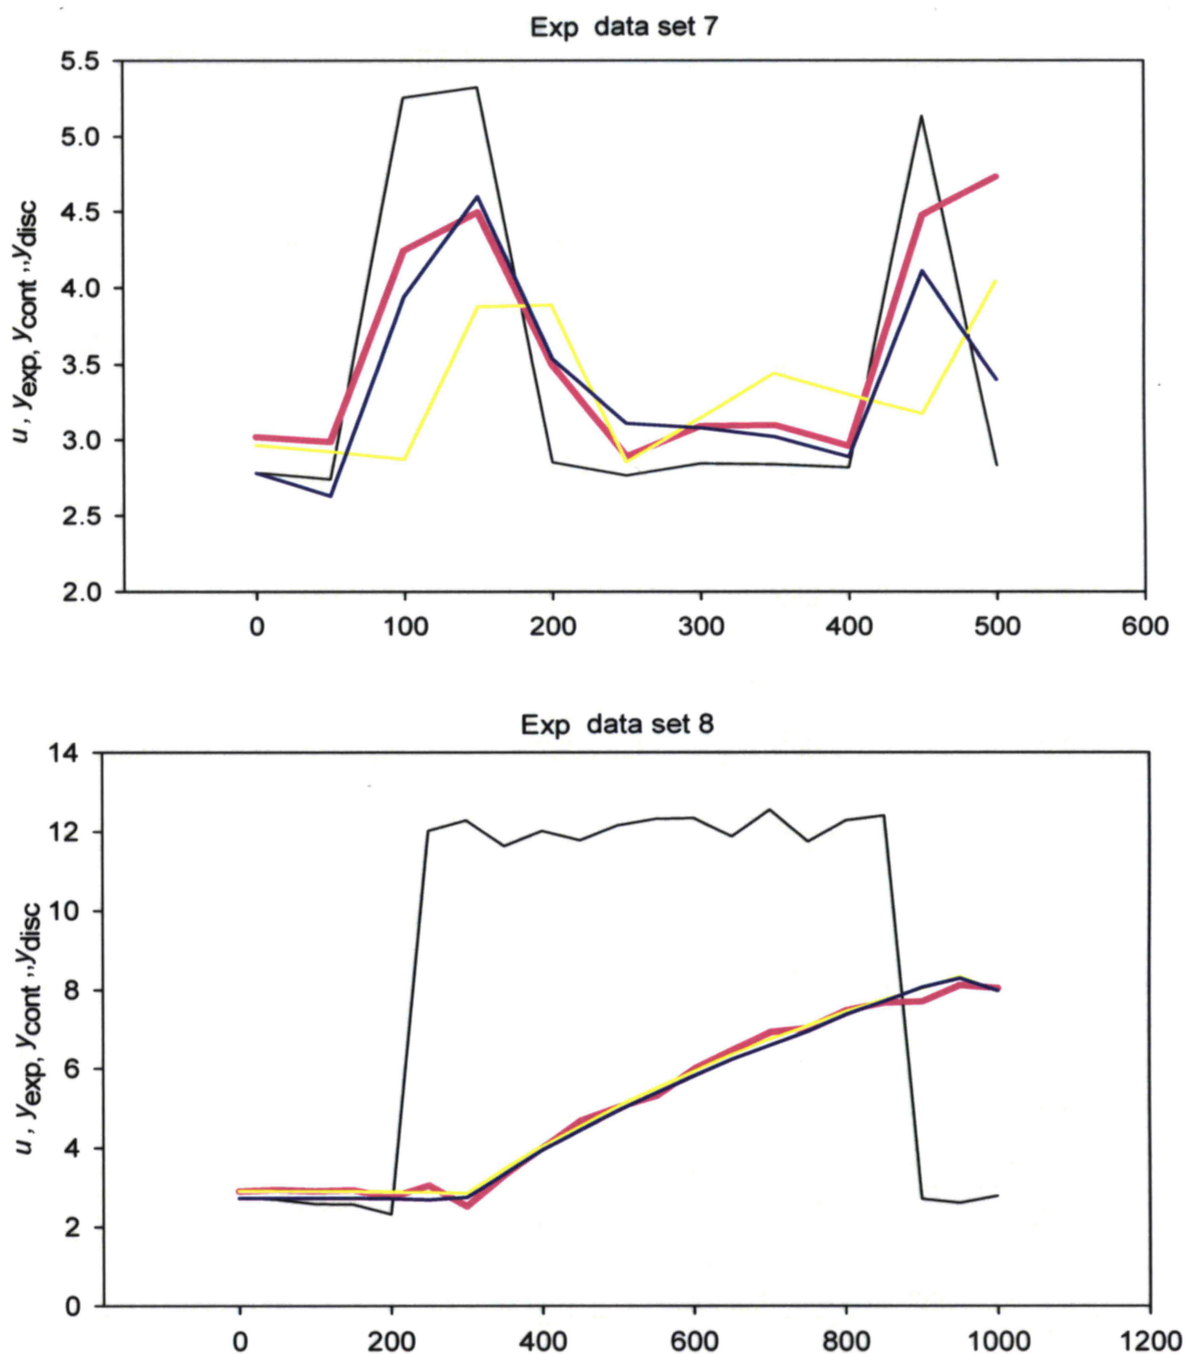 Exp data set 7
5.5
5.0
4.5
4.0
3.5
3.0
2.5
2.0
u, yexp, ycont ,,ydisc
0 100 200 300 400 500 600
Exp data set 8
14
12
10
8
6
4
2
0
u, yexp, ycont ,,ydisc
0 200 400 600 800 1000 1200